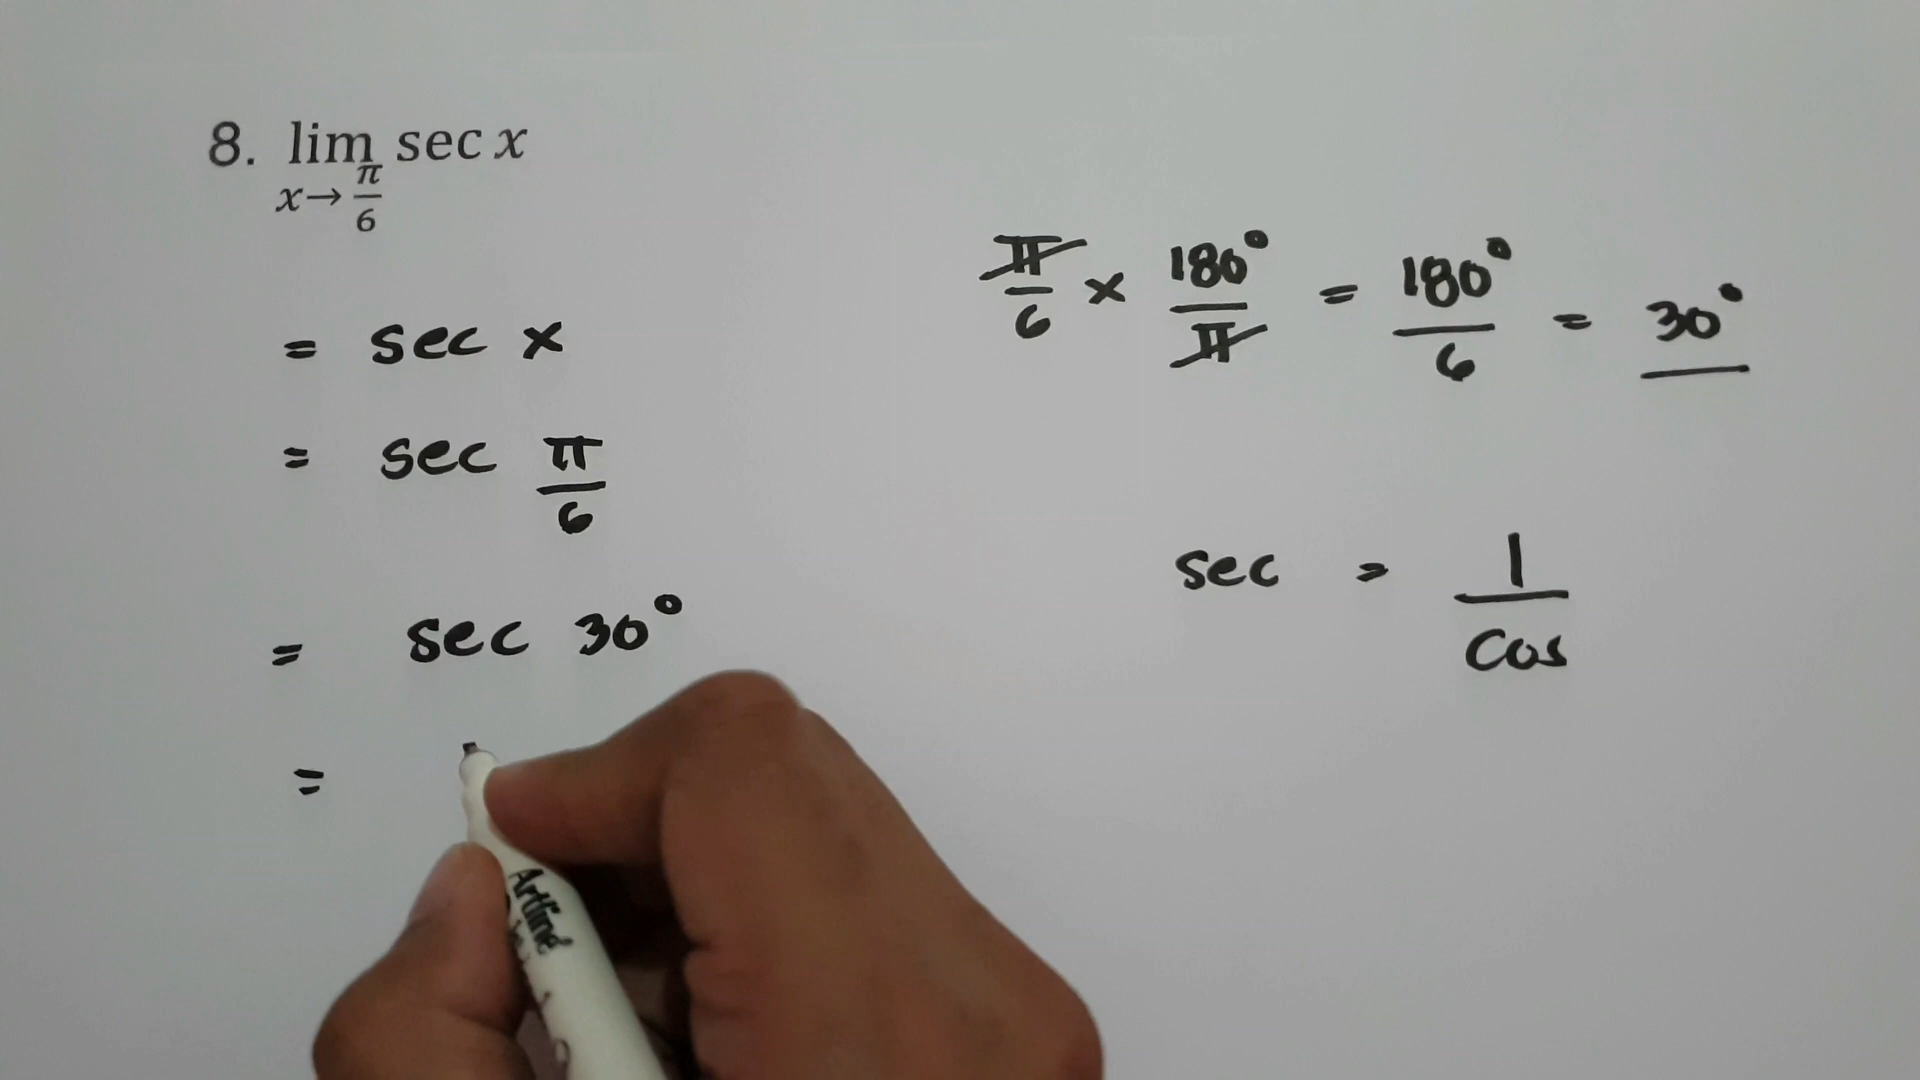 8. lim sec x
x→π/6
= sec x
= sec π/6
= sec 30°
=
π/6 × 180°/π = 180°/6 = 30°
sec = 1/cos
Artline